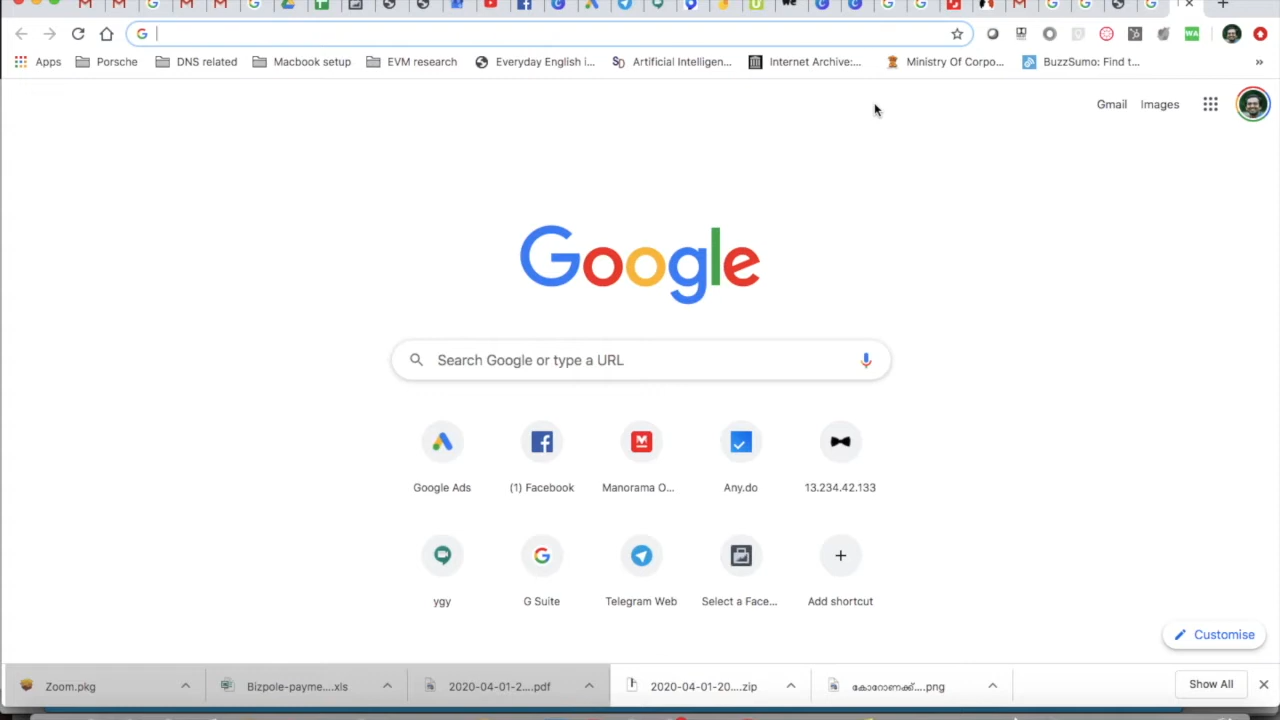 Apps Porsche DNS related Macbook setup EVM research Everyday English i... Artificial Intelligen... Internet Archive:... Ministry Of Corpo... BuzzSumo: Find t... »
Gmail Images
Google
Search Google or type a URL
Google Ads (1) Facebook Manorama O... Any.do 13.234.42.133
ygy G Suite Telegram Web Select a Face... Add shortcut
Customise
Zoom.pkg Bizpole-payme....xls 2020-04-01-2....pdf 2020-04-01-20....zip കോറോണക്ക്....png Show All